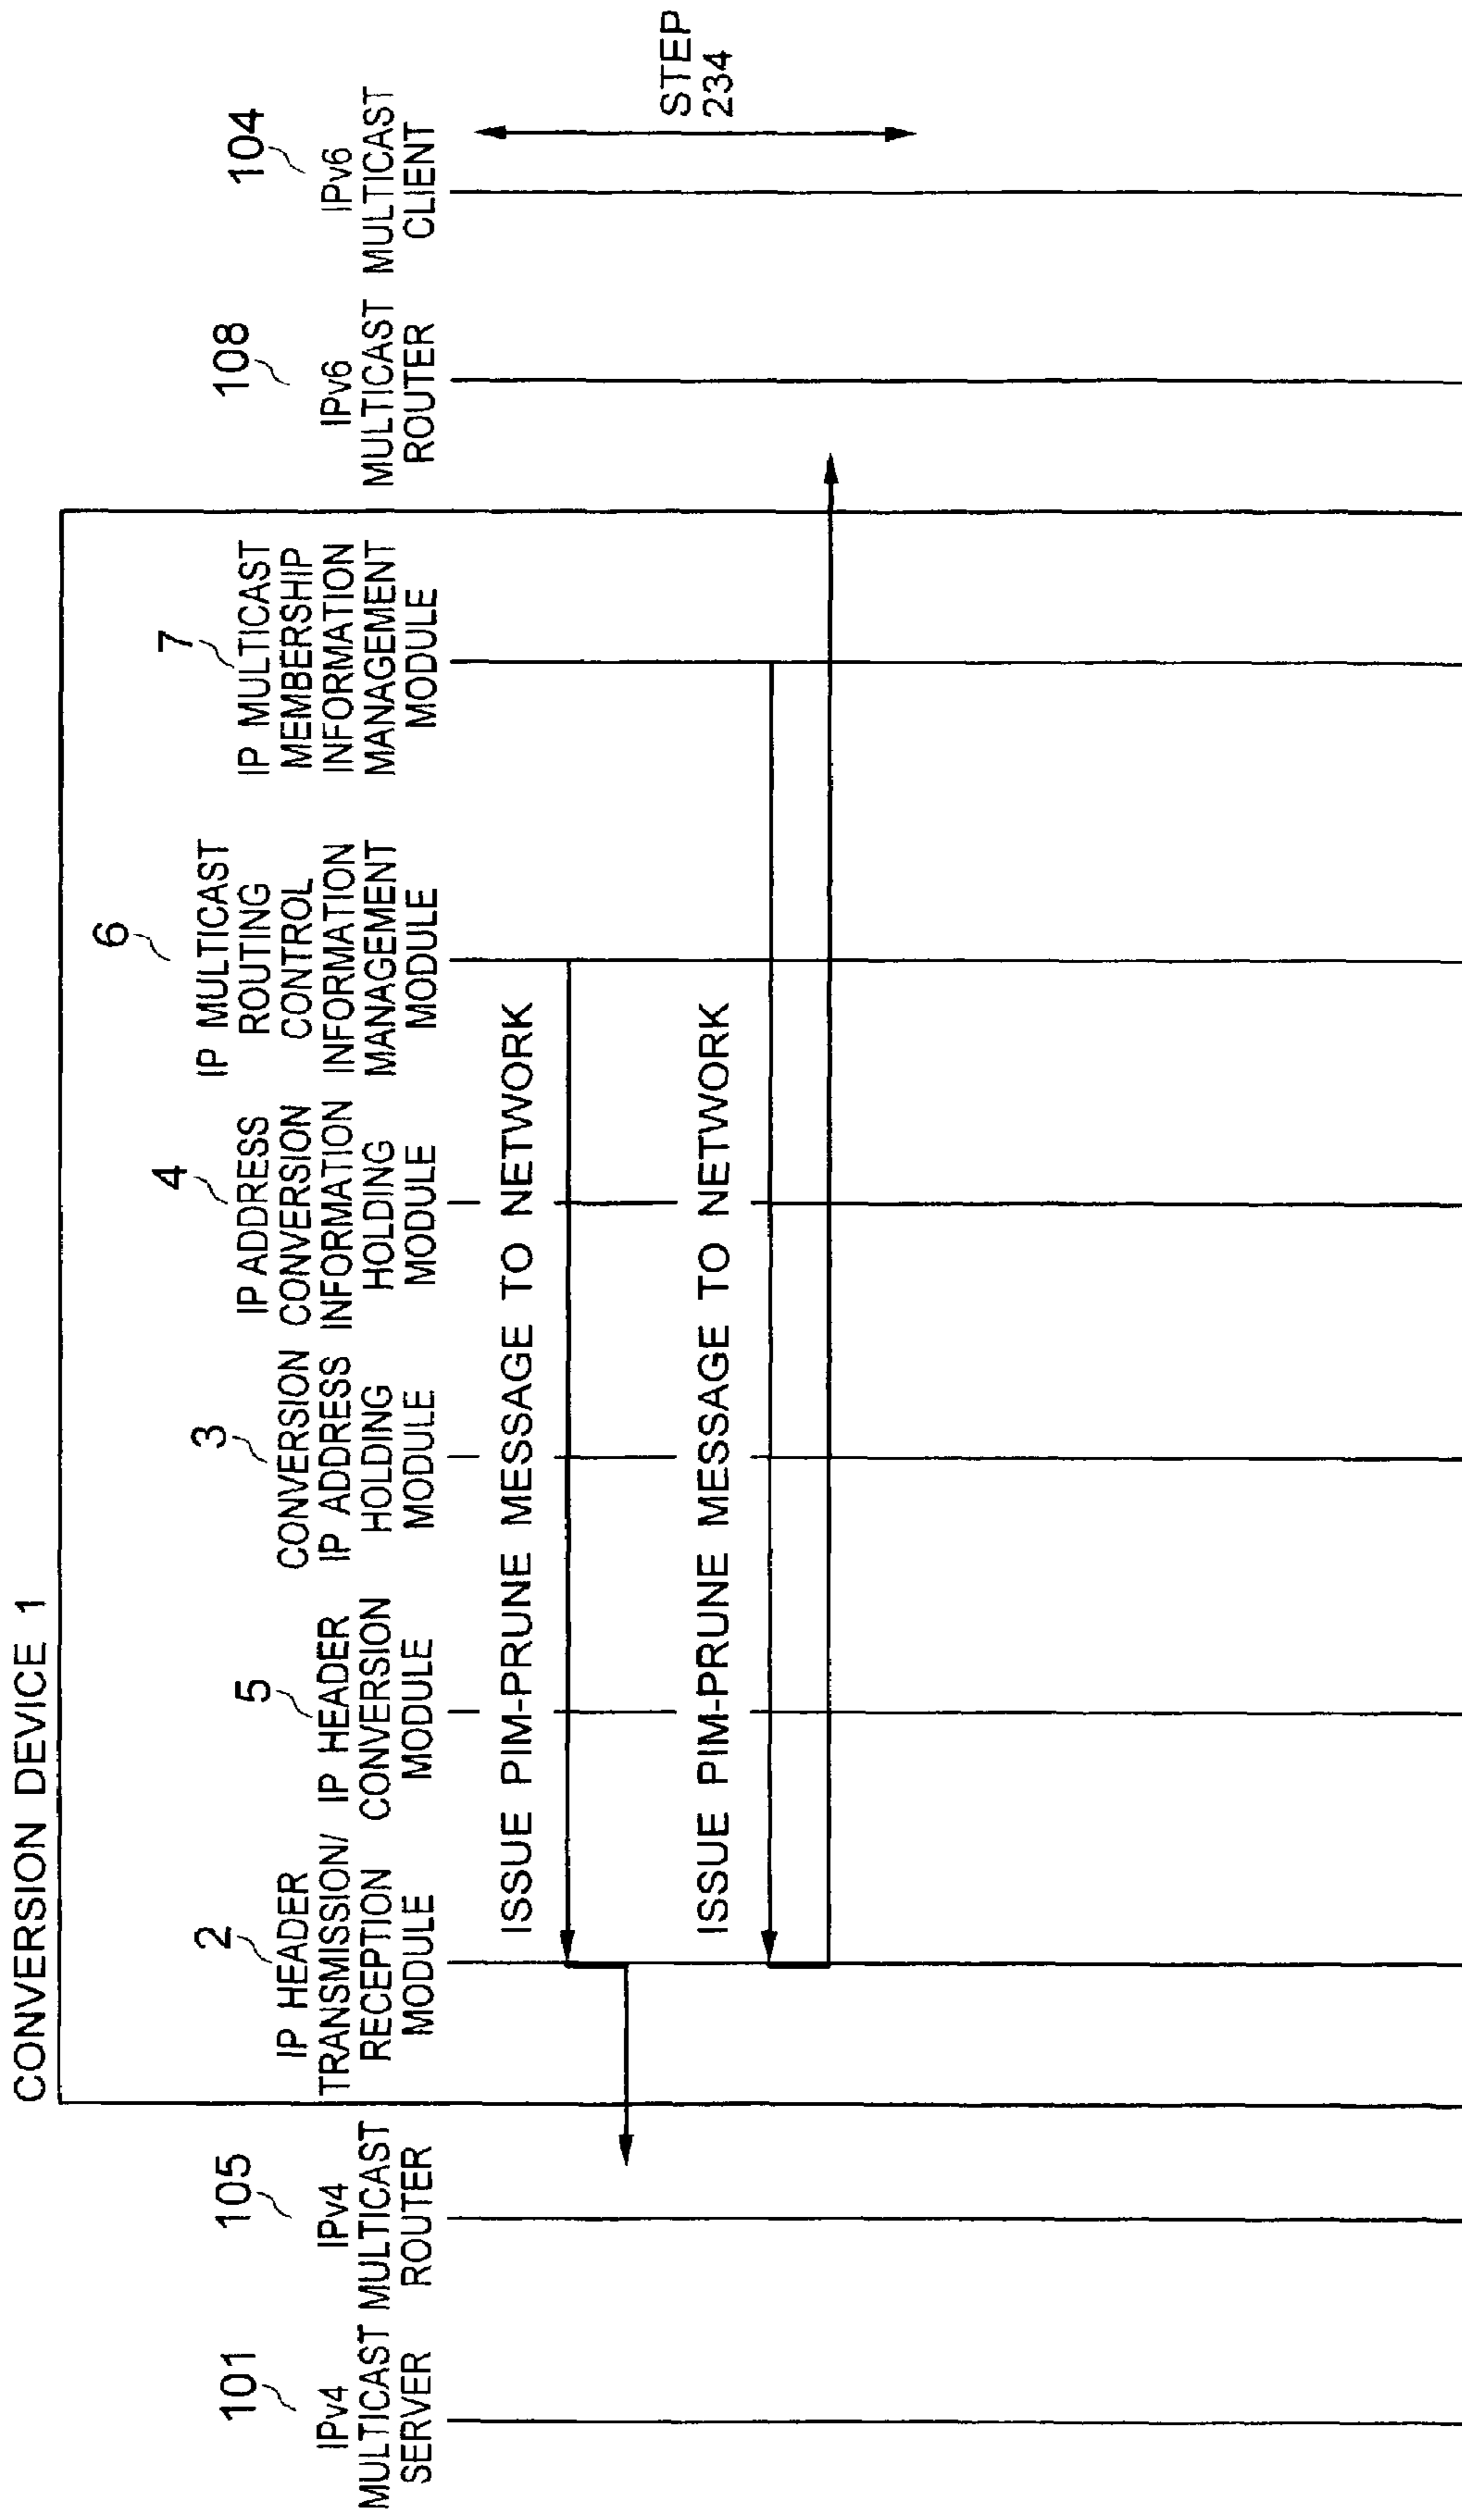 CONVERSION DEVICE 1
101
IPv4
MULTICAST
SERVER
105
IPv4
MULTICAST
ROUTER
2
IP HEADER
TRANSMISSION/
RECEPTION
MODULE
5
IP HEADER
CONVERSION
MODULE
3
CONVERSION
IP ADDRESS
HOLDING
MODULE
4
IP ADDRESS
CONVERSION
INFORMATION
HOLDING
MODULE
6
IP MULTICAST
ROUTING
CONTROL
INFORMATION
MANAGEMENT
MODULE
7
IP MULTICAST
MEMBERSHIP
INFORMATION
MANAGEMENT
MODULE
108
IPv6
MULTICAST
ROUTER
104
IPv6
MULTICAST
CLIENT
ISSUE PIM-PRUNE MESSAGE TO NETWORK
ISSUE PIM-PRUNE MESSAGE TO NETWORK
STEP
234